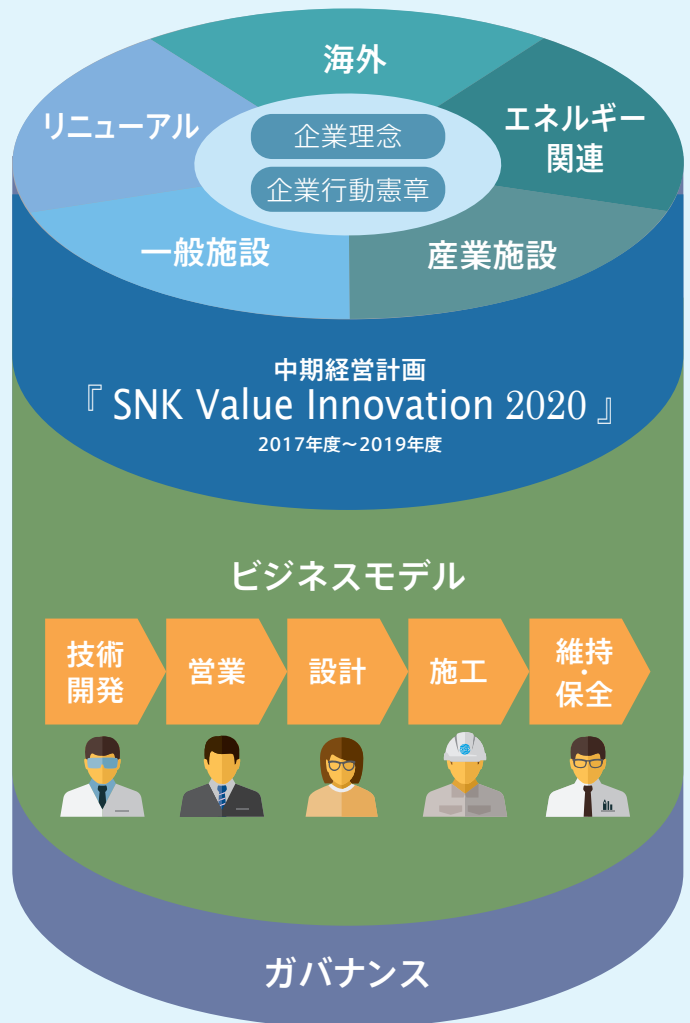 海外
リニューアル
エネルギー
関連
企業理念
企業行動憲章
一般施設
産業施設
中期経営計画
『 SNK Value Innovation 2020 』
2017年度～2019年度
ビジネスモデル
技術
開発
営業
設計
施工
維持
・
保全
ガバナンス